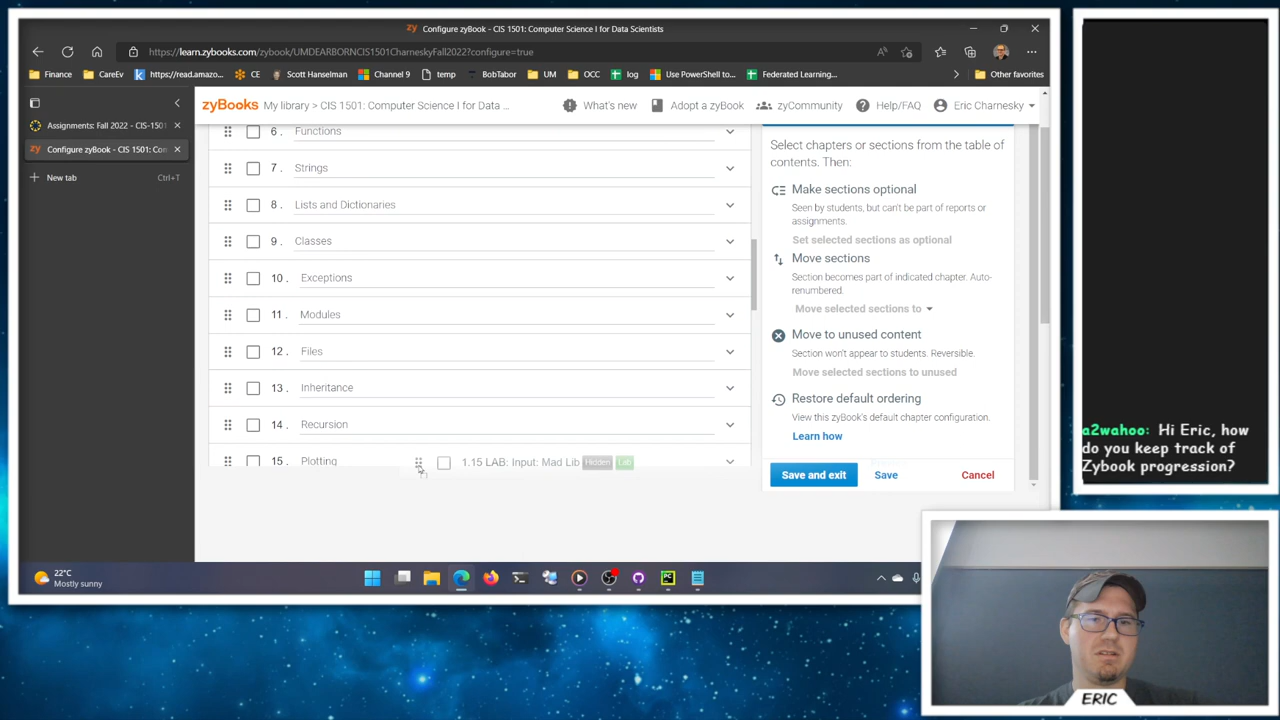 Configure zyBook - CIS 1501: Computer Science I for Data Scientists
https://learn.zybooks.com/zybook/UMDEARBORNCIS1501CharneskyFall2022?configure=true
Finance
CareEv
https://read.amazo...
CE
Scott Hanselman
Channel 9
temp
BobTabor
UM
OCC
log
Use PowerShell to...
Federated Learning...
Other favorites
Assignments: Fall 2022 - CIS-150
Configure zyBook - CIS 1501: Con
New tab
Ctrl+T
zyBooks My library > CIS 1501: Computer Science I for Data ...
What's new
Adopt a zyBook
zyCommunity
Help/FAQ
Eric Charnesky
6 . Functions
7 . Strings
8 . Lists and Dictionaries
9 . Classes
10 . Exceptions
11 . Modules
12 . Files
13 . Inheritance
14 . Recursion
15 . Plotting
1.15 LAB: Input: Mad Lib Hidden Lab
Select chapters or sections from the table of contents. Then:
Make sections optional
Seen by students, but can't be part of reports or
assignments.
Set selected sections as optional
Move sections
Section becomes part of indicated chapter. Auto-
renumbered.
Move selected sections to
Move to unused content
Section won't appear to students. Reversible.
Move selected sections to unused
Restore default ordering
View this zyBook's default chapter configuration.
Learn how
Save and exit
Save
Cancel
a2wahoo: Hi Eric, how
do you keep track of
Zybook progression?
22°C
Mostly sunny
ERIC